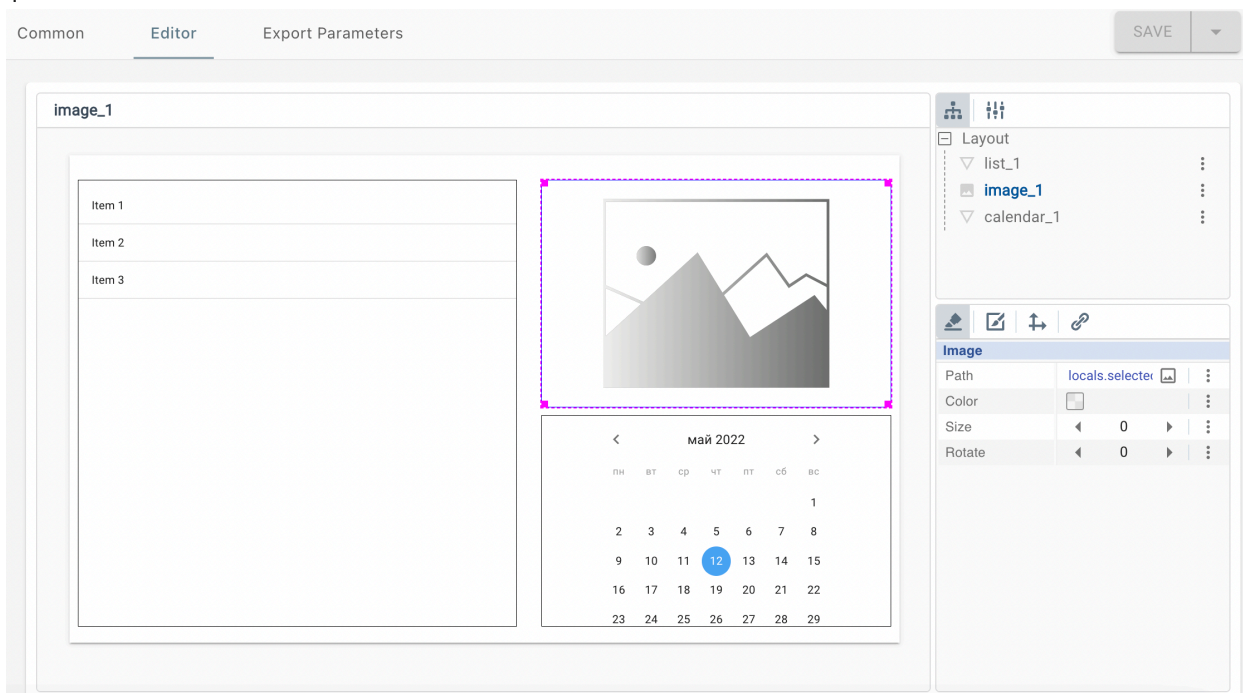 Common Editor Export Parameters SAVE
image_1
Layout
list_1
image_1
calendar_1
Item 1
Item 2
Item 3
Image
Path locals.selected
Color
Size 0
Rotate 0
май 2022
пн вт ср чт пт сб вс
1
2 3 4 5 6 7 8
9 10 11 12 13 14 15
16 17 18 19 20 21 22
23 24 25 26 27 28 29